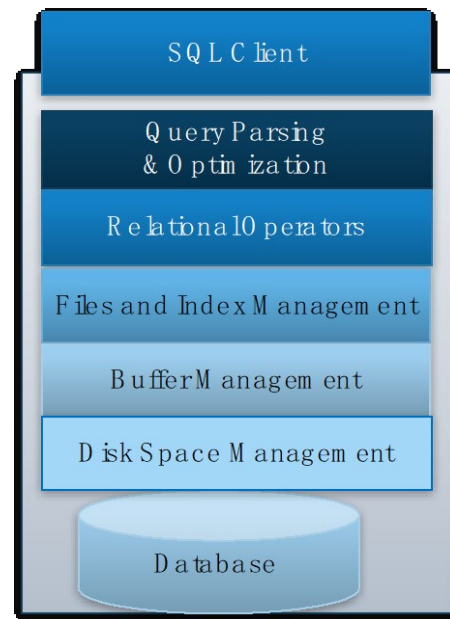 SQL Client
Query Parsing
& Optimization
Relational Operators
Files and Index Management
Buffer Management
Disk Space Management
Database